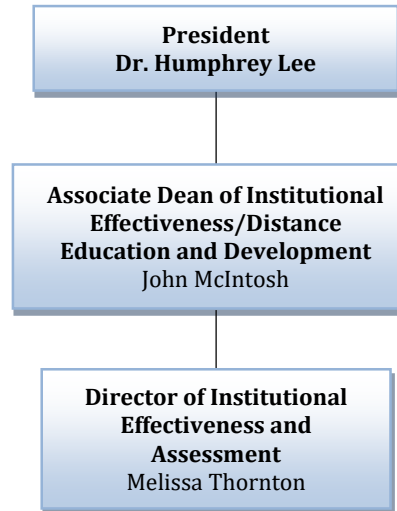 President
Dr. Humphrey Lee
Associate Dean of Institutional
Effectiveness/Distance
Education and Development
John McIntosh
Director of Institutional
Effectiveness and
Assessment
Melissa Thornton